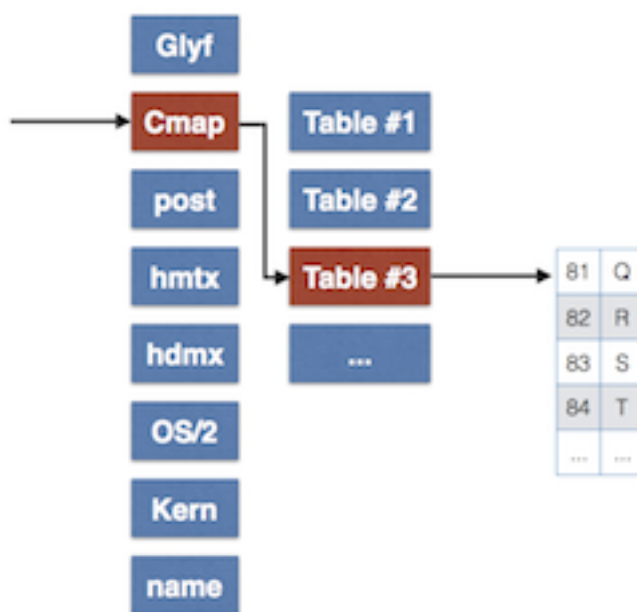 Glyf
Cmap
post
hmtx
hdmx
OS/2
Kern
name
Table #1
Table #2
Table #3
...
81 Q
82 R
83 S
84 T
... ...